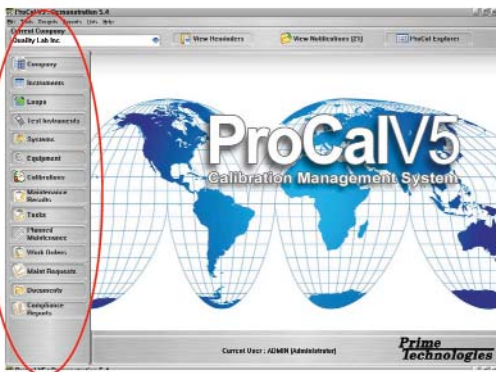 ProCal V5 : Demonstration 5.4
Current Company
Quality Lab Inc.
View Reminders
View Notifications (21)
ProCal Explorer
Company
Instruments
Loops
Test Instruments
Systems
Equipment
Calibrations
Maintenance
Results
Tasks
Planned
Maintenance
Work Orders
Maint Requests
Documents
Compliance
Reports
ProCalV5
Calibration Management System
Current User : ADMIN (Administrator)
Prime
Technologies